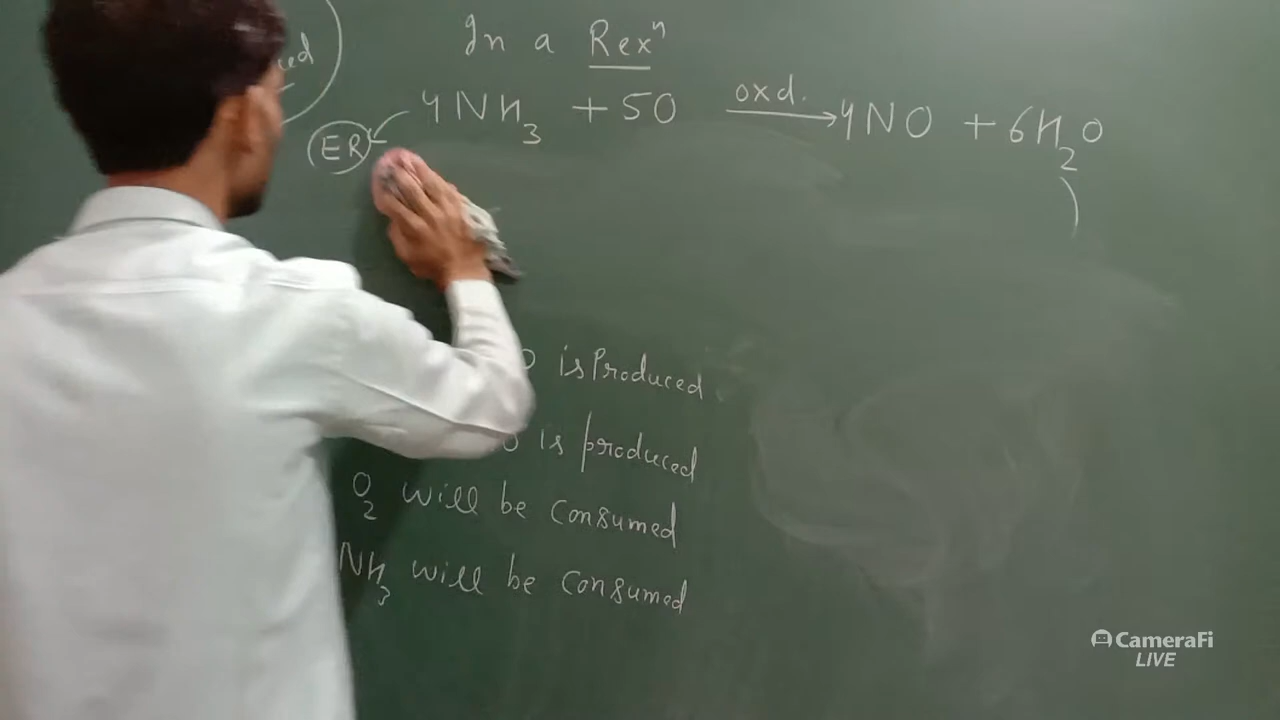 In a Rexⁿ
4NH₃ + 5O oxd. → 4NO + 6H₂O
ER
O is Produced
O is produced
O₂ will be Consumed
NH₃ will be Consumed
CameraFi
LIVE